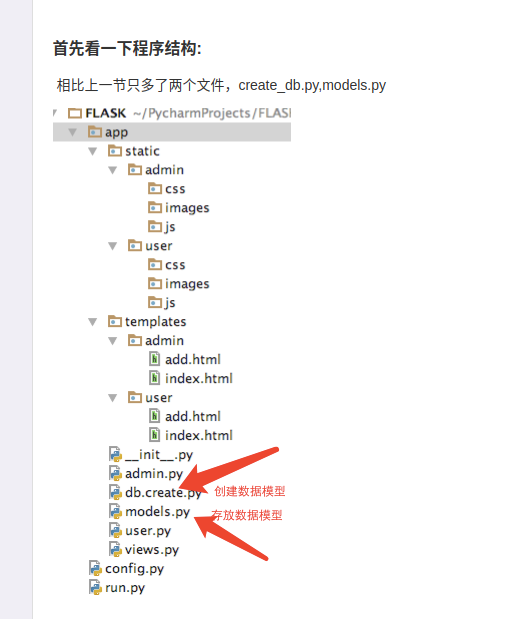 首先看一下程序结构:
相比上一节只多了两个文件，create_db.py,models.py
FLASK ~/PycharmProjects/FLAS
app
static
admin
css
images
js
user
css
images
js
templates
admin
add.html
index.html
user
add.html
index.html
__init__.py
admin.py
db.create.py 创建数据模型
models.py 存放数据模型
user.py
views.py
config.py
run.py